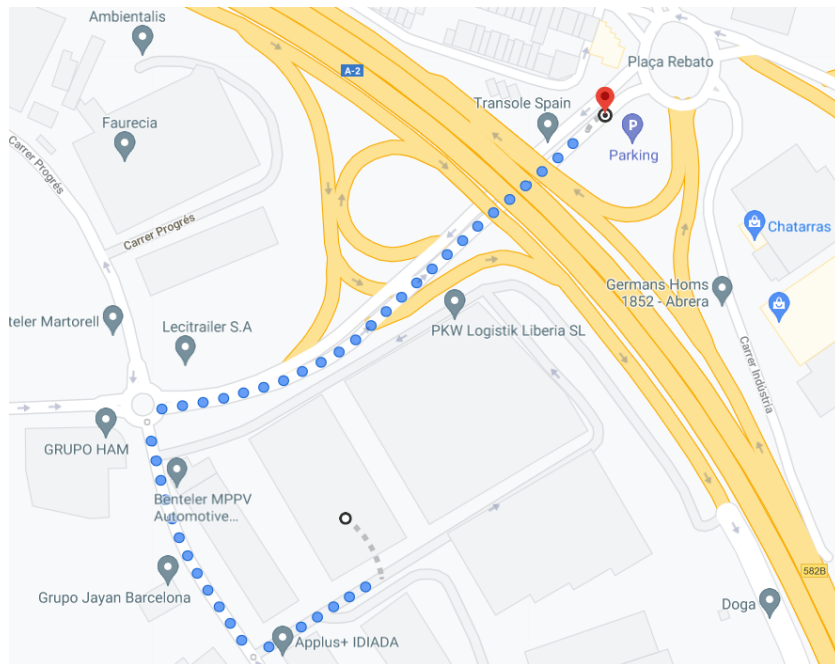 Ambientalis
Plaça Rebato
A-2
Transole Spain
Faurecia
P
Parking
Carrer Progrés
Carrer Progrés
Chatarras
Germans Homs
1852 - Abrera
teler Martorell
Lecitrailer S.A
PKW Logistik Liberia SL
Carrer Indústria
GRUPO HAM
Benteler MPPV
Automotive...
582B
Grupo Jayan Barcelona
Doga
Applus+ IDIADA